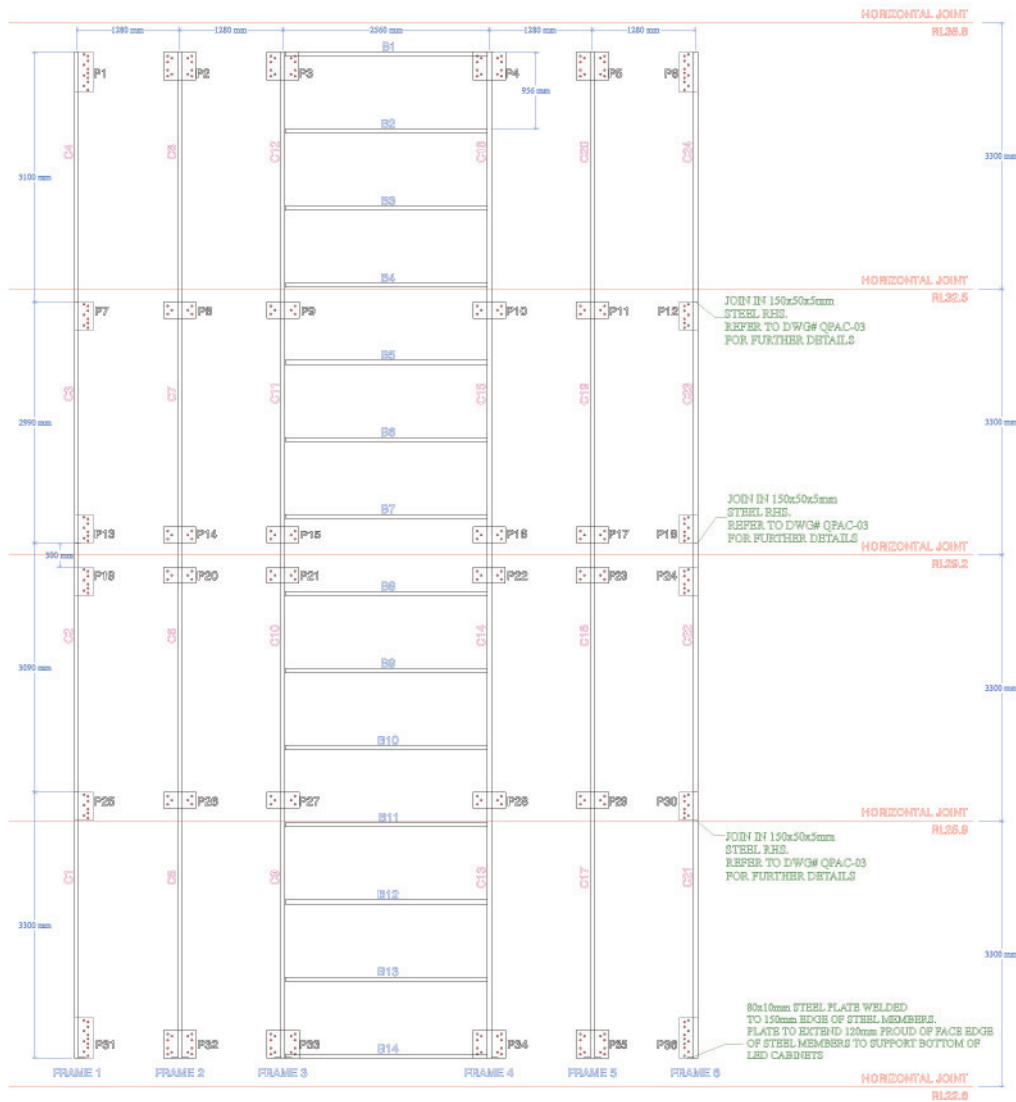 HORIZONTAL JOINT
RL35.8
1280 mm 1280 mm 2560 mm 1280 mm 1280 mm
B1
P1 P2 P3 P4 P5 P6
956 mm
B2
C4 C8 C12 C16 C20 C24
3100 mm
3300 mm
B3
B4
HORIZONTAL JOINT
RL32.5
P7 P8 P9 P10 P11 P12
JOIN IN 150x50x5mm
STEEL RHS.
REFER TO DWG# QPAC-03
FOR FURTHER DETAILS
B5
C3 C7 C11 C15 C19 C23
2990 mm
3300 mm
B6
B7
JOIN IN 150x50x5mm
STEEL RHS.
REFER TO DWG# QPAC-03
FOR FURTHER DETAILS
P13 P14 P15 P16 P17 P18
HORIZONTAL JOINT
RL29.2
300 mm
P19 P20 P21 P22 P23 P24
B8
C2 C6 C10 C14 C18 C22
B9
3090 mm
3300 mm
B10
P25 P26 P27 P28 P29 P30
HORIZONTAL JOINT
RL25.9
B11
JOIN IN 150x50x5mm
STEEL RHS.
REFER TO DWG# QPAC-03
FOR FURTHER DETAILS
C1 C5 C9 C13 C17 C21
B12
3300 mm
3300 mm
B13
80x10mm STEEL PLATE WELDED
TO 150mm EDGE OF STEEL MEMBERS.
PLATE TO EXTEND 120mm PROUD OF FACE EDGE
OF STEEL MEMBERS TO SUPPORT BOTTOM OF
LED CABINETS
P31 P32 P33 P34 P35 P36
B14
FRAME 1 FRAME 2 FRAME 3 FRAME 4 FRAME 5 FRAME 6
HORIZONTAL JOINT
RL22.6